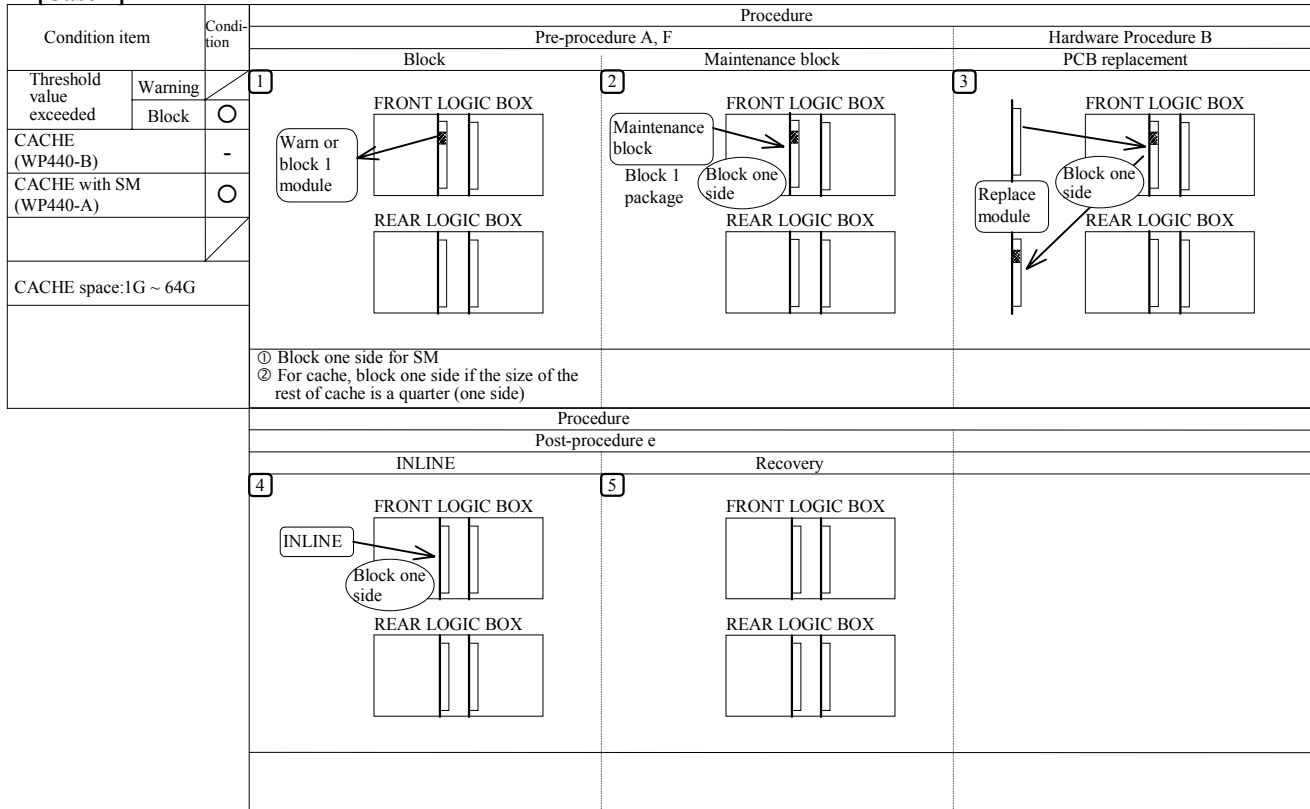 Condition item
Condi-
tion
Procedure
Pre-procedure A, F
Hardware Procedure B
Block
Maintenance block
PCB replacement
Threshold
value
exceeded
Warning
Block
○
CACHE
(WP440-B)
-
CACHE with SM
(WP440-A)
○
CACHE space:1G ~ 64G
1
FRONT LOGIC BOX
Warn or
block 1
module
REAR LOGIC BOX
2
FRONT LOGIC BOX
Maintenance
block
Block 1
package
Block one
side
REAR LOGIC BOX
3
FRONT LOGIC BOX
Block one
side
Replace
module
REAR LOGIC BOX
① Block one side for SM
② For cache, block one side if the size of the
rest of cache is a quarter (one side)
Procedure
Post-procedure e
INLINE
Recovery
4
FRONT LOGIC BOX
INLINE
Block one
side
REAR LOGIC BOX
5
FRONT LOGIC BOX
REAR LOGIC BOX